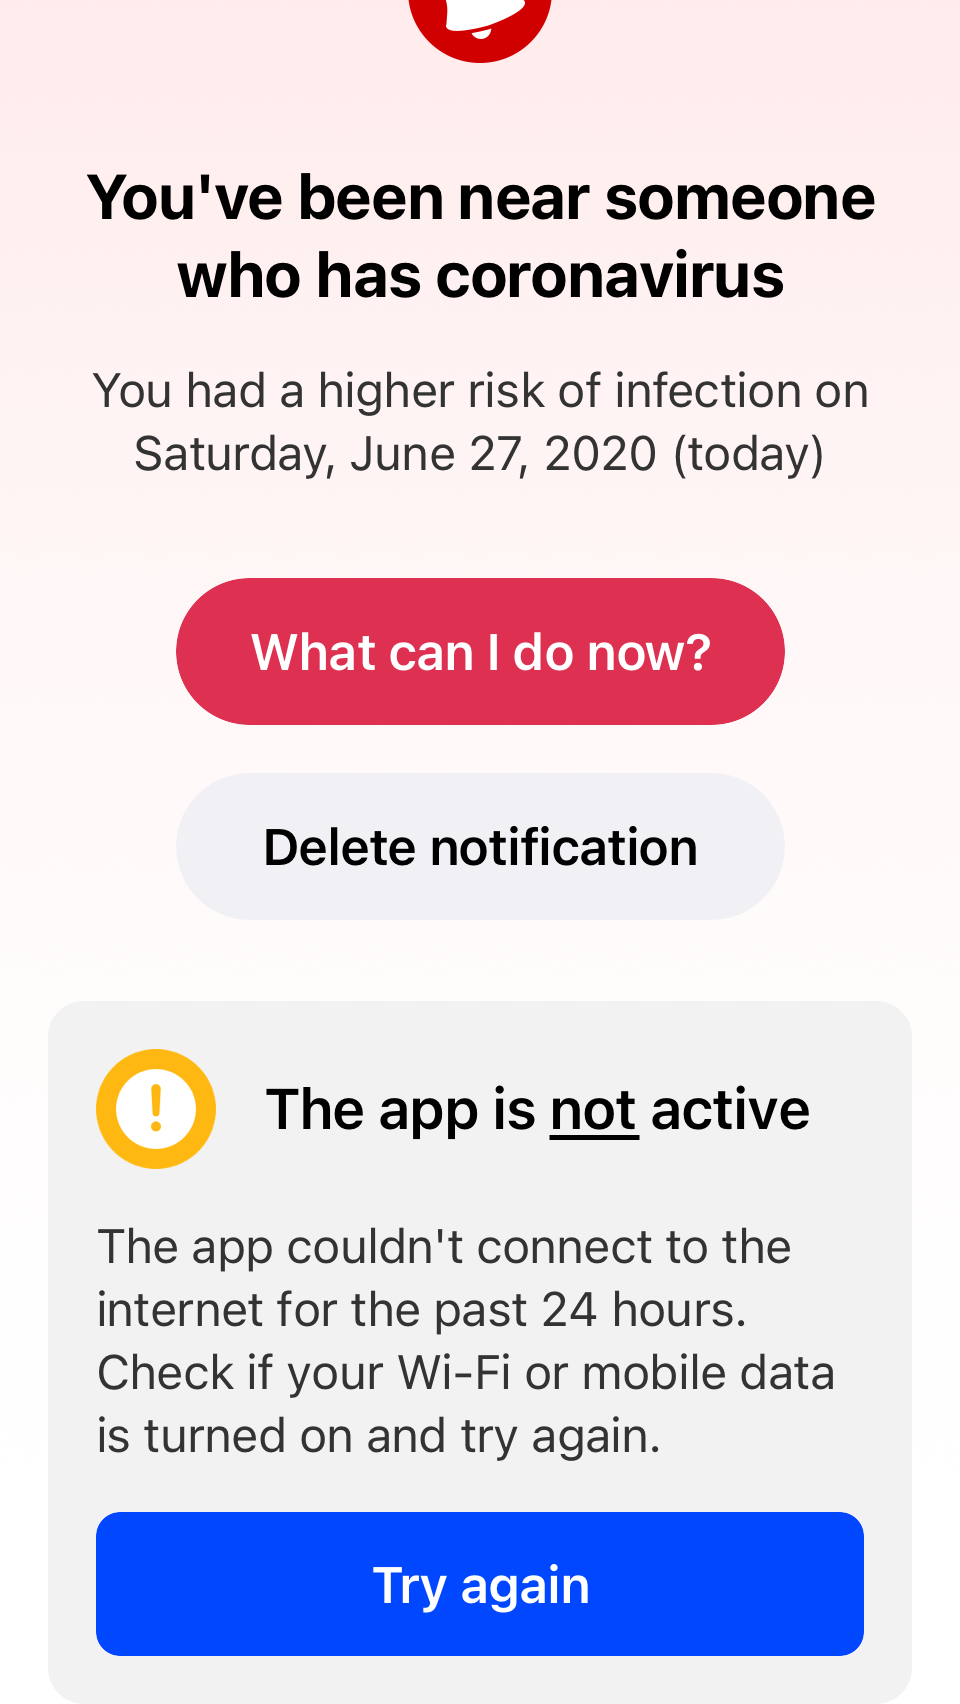 You've been near someone
who has coronavirus
You had a higher risk of infection on
Saturday, June 27, 2020 (today)
What can I do now?
Delete notification
The app is not active
The app couldn't connect to the
internet for the past 24 hours.
Check if your Wi-Fi or mobile data
is turned on and try again.
Try again